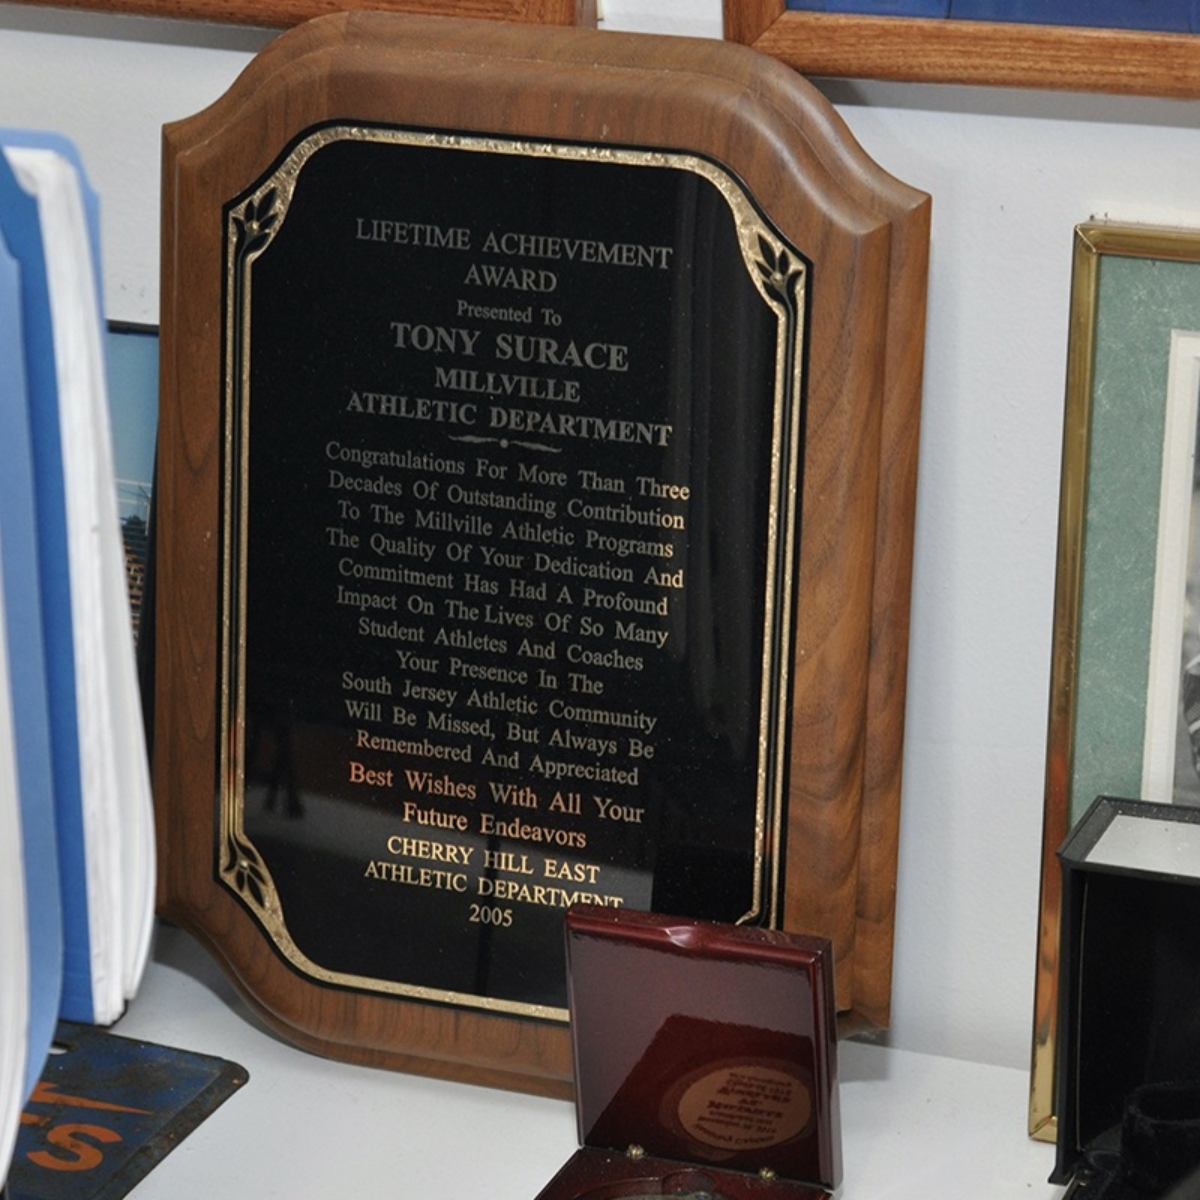 LIFETIME ACHIEVEMENT
AWARD
Presented To
TONY SURACE
MILLVILLE
ATHLETIC DEPARTMENT
Congratulations For More Than Three
Decades Of Outstanding Contribution
To The Millville Athletic Programs
The Quality Of Your Dedication And
Commitment Has Had A Profound
Impact On The Lives Of So Many
Student Athletes And Coaches
Your Presence In The
South Jersey Athletic Community
Will Be Missed, But Always Be
Remembered And Appreciated
Best Wishes With All Your
Future Endeavors
CHERRY HILL EAST
ATHLETIC DEPARTMENT
2005